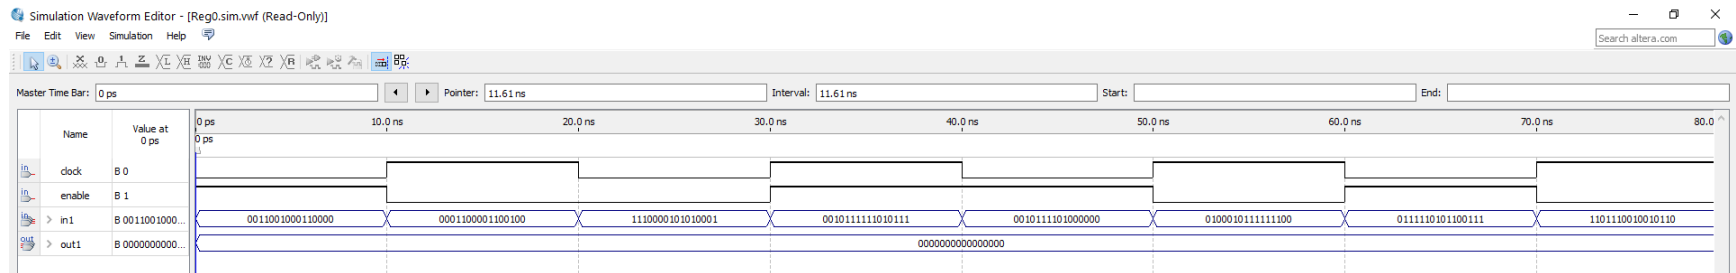 Simulation Waveform Editor - [Reg0.sim.vwf (Read-Only)]
File Edit View Simulation Help
Search altera.com
Master Time Bar: 0 ps Pointer: 11.61 ns Interval: 11.61 ns Start: End:
Name Value at 0 ps
0 ps 10.0 ns 20.0 ns 30.0 ns 40.0 ns 50.0 ns 60.0 ns 70.0 ns 80.0
0 ps
in clock B 0
in enable B 1
in in1 B 0011001000... 0011001000110000 0001100001100100 1110000101010001 0010111111010111 0010111101000000 0100010111111100 0111110101100111 1101110010010110
out out1 B 0000000000... 0000000000000000